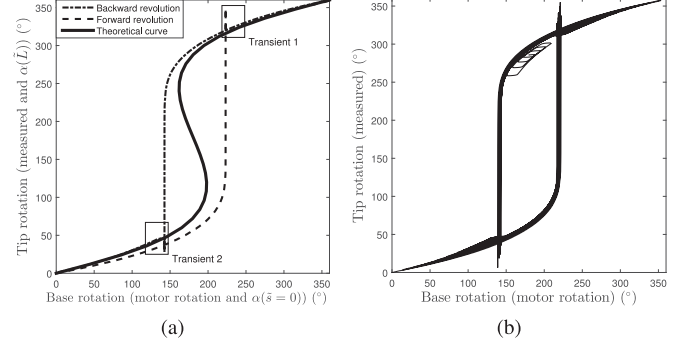 Backward revolution
Forward revolution
Theoretical curve
Transient 1
Transient 2
Tip rotation (measured and α(L̃)) (°)
350
300
250
200
150
100
50
0
0 50 100 150 200 250 300 350
Base rotation (motor rotation and α(s̃ = 0)) (°)
(a)
Tip rotation (measured) (°)
350
300
250
200
150
100
50
0
0 50 100 150 200 250 300 350
Base rotation (motor rotation) (°)
(b)